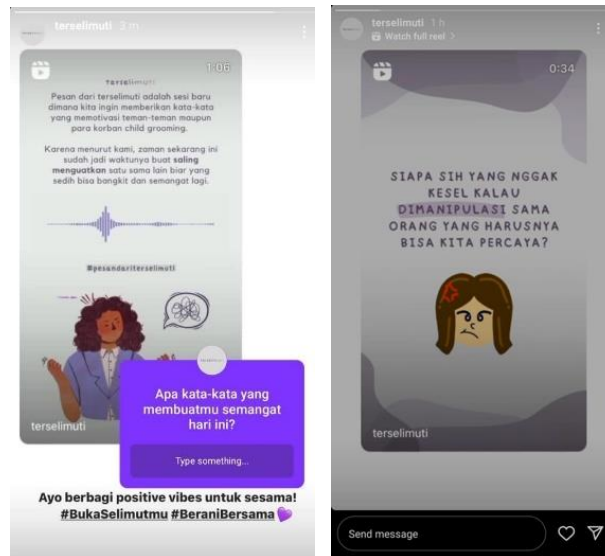 terselimuti 3 m
1:06
terselimuti
Pesan dari terselimuti adalah sesi baru
dimana kita ingin memberikan kata-kata
yang memotivasi teman-teman maupun
para korban child grooming.
Karena menurut kami, zaman sekarang ini
sudah jadi waktunya buat saling
menguatkan satu sama lain biar yang
sedih bisa bangkit dan semangat lagi.
#pesandariterselimuti
Apa kata-kata yang
membuatmu semangat
hari ini?
Type something...
terselimuti
Ayo berbagi positive vibes untuk sesama!
#BukaSelimutmu #BeraniBersama
terselimuti 1 h
Watch full reel >
0:34
SIAPA SIH YANG NGGAK
KESEL KALAU
DIMANIPULASI SAMA
ORANG YANG HARUSNYA
BISA KITA PERCAYA?
terselimuti
Send message